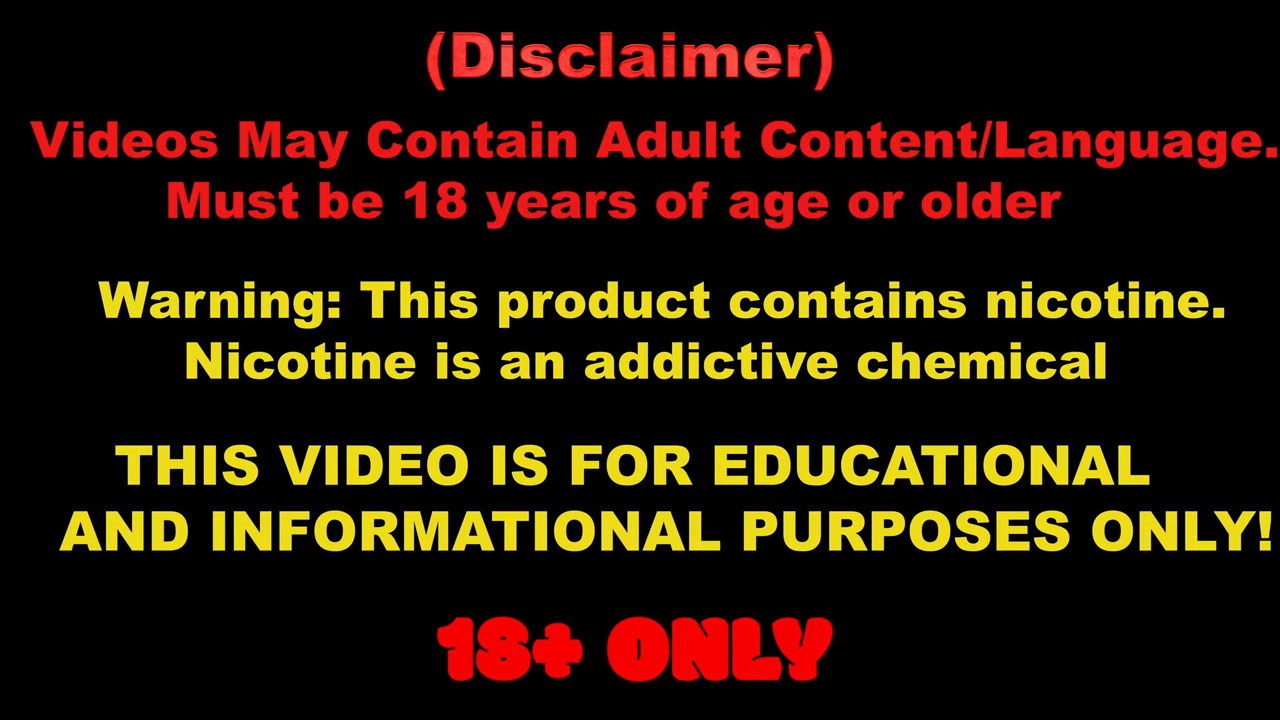 (Disclaimer)
Videos May Contain Adult Content/Language.
Must be 18 years of age or older
Warning: This product contains nicotine.
Nicotine is an addictive chemical
THIS VIDEO IS FOR EDUCATIONAL
AND INFORMATIONAL PURPOSES ONLY!
18+ ONLY